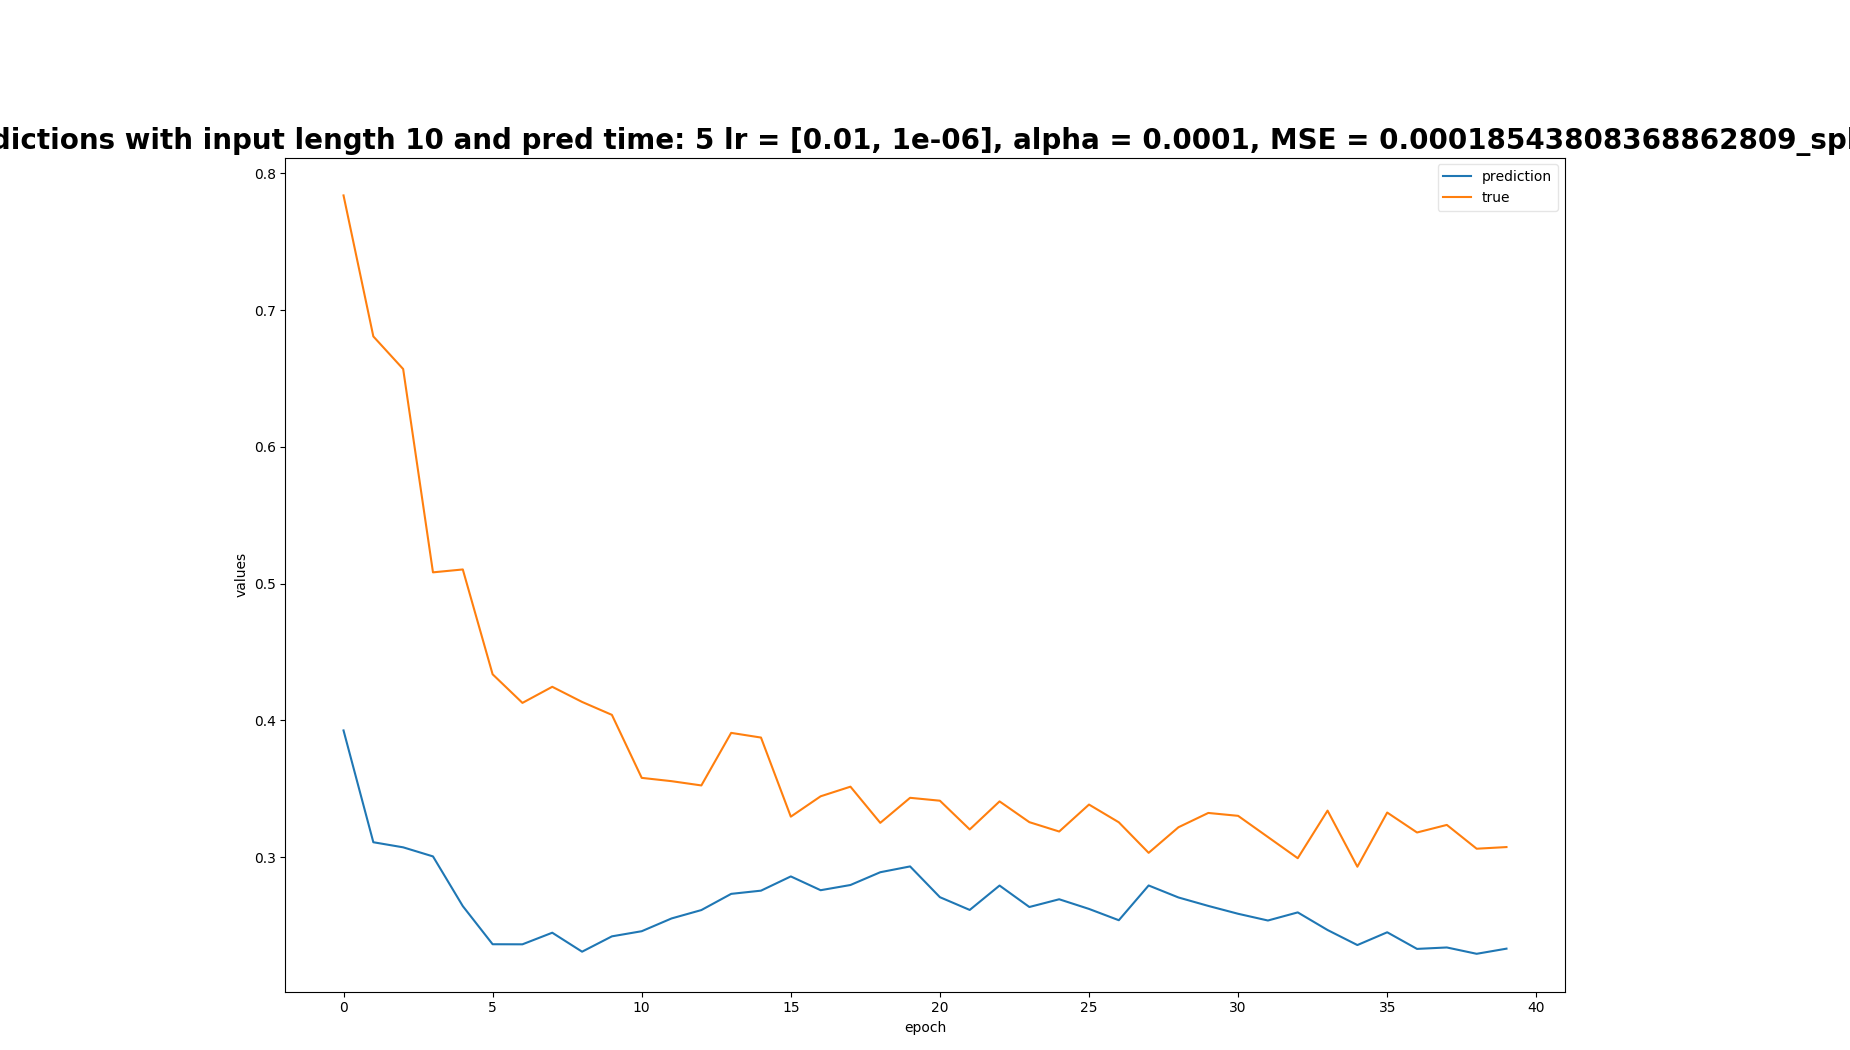 dictions with input length 10 and pred time: 5 lr = [0.01, 1e-06], alpha = 0.0001, MSE = 0.00018543808368862809_spl
prediction
true
0.8
0.7
0.6
0.5
0.4
0.3
values
0 5 10 15 20 25 30 35 40
epoch